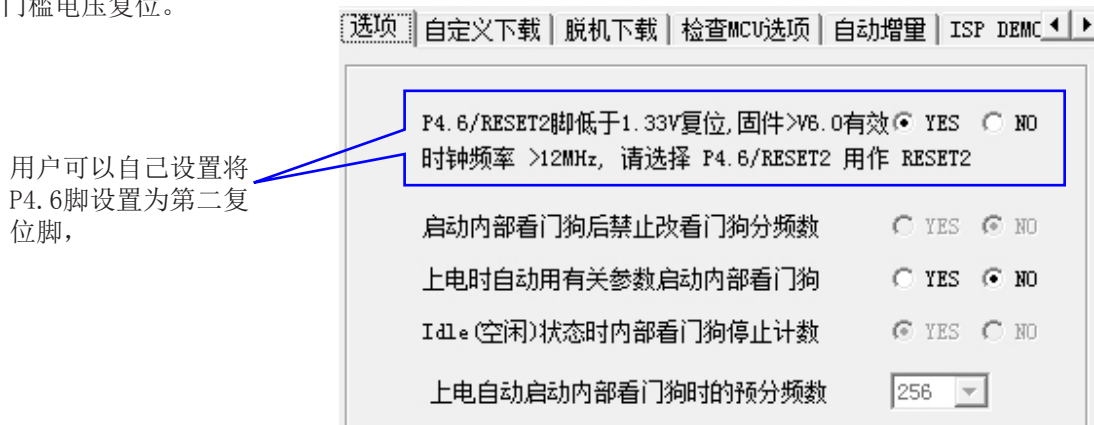 门槛电压复位。
选项 自定义下载 脱机下载 检查MCU选项 自动增量 ISP DEMO
P4.6/RESET2脚低于1.33V复位,固件>V6.0有效 YES NO
时钟频率 >12MHz, 请选择 P4.6/RESET2 用作 RESET2
用户可以自己设置将
P4.6脚设置为第二复
位脚，
启动内部看门狗后禁止改看门狗分频数 YES NO
上电时自动用有关参数启动内部看门狗 YES NO
Idle(空闲)状态时内部看门狗停止计数 YES NO
上电自动启动内部看门狗时的预分频数 256